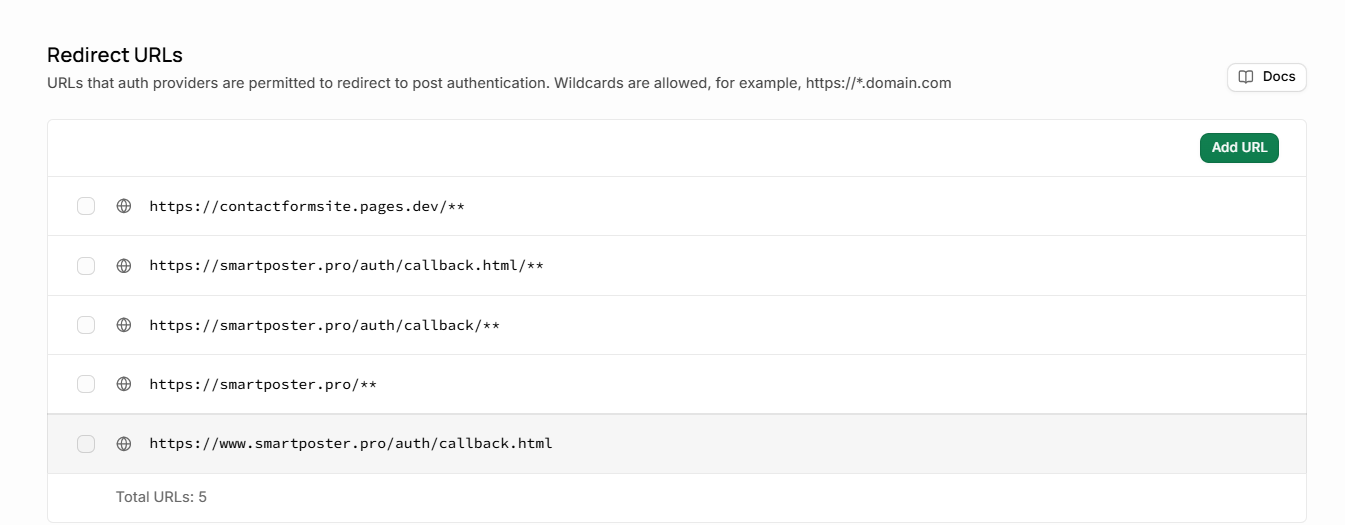 Redirect URLs
URLs that auth providers are permitted to redirect to post authentication. Wildcards are allowed, for example, https://*.domain.com
Docs
Add URL
https://contactformsite.pages.dev/**
https://smartposter.pro/auth/callback.html/**
https://smartposter.pro/auth/callback/**
https://smartposter.pro/**
https://www.smartposter.pro/auth/callback.html
Total URLs: 5